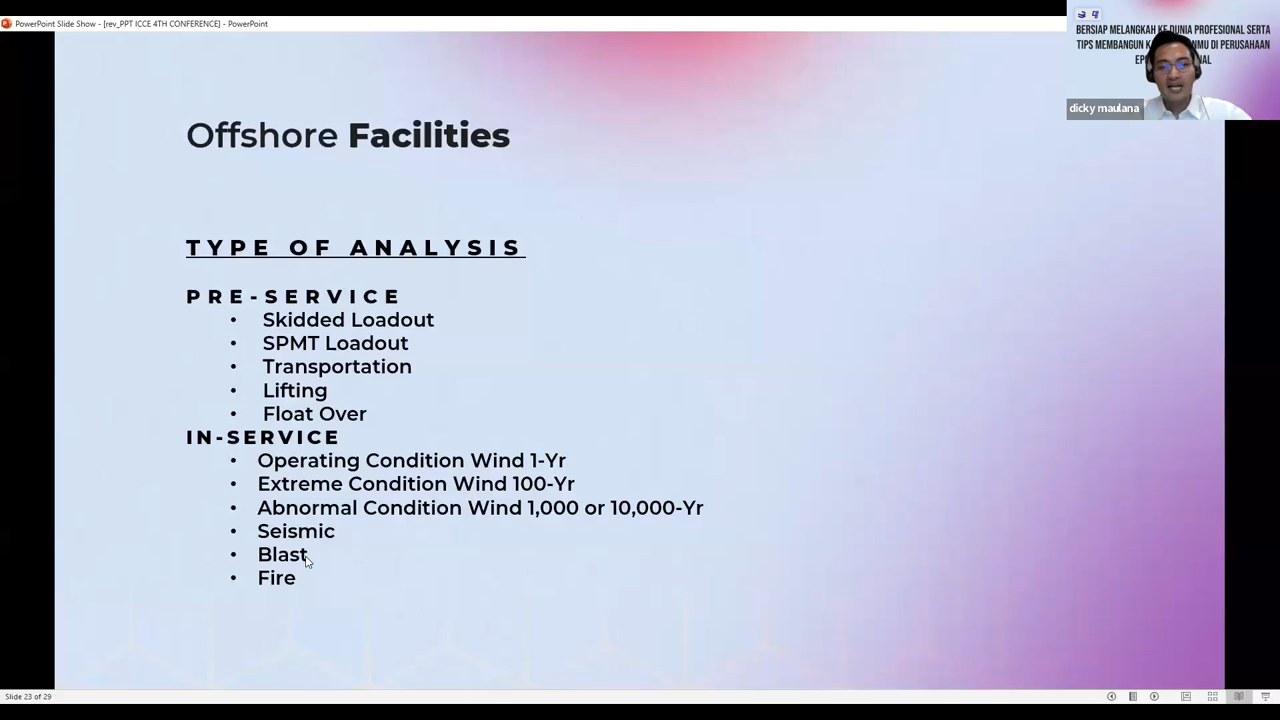 PowerPoint Slide Show - [rev_PPT ICCE 4TH CONFERENCE] - PowerPoint
BERSIAP MELANGKAH KE DUNIA PROFESIONAL SERTA
TIPS MEMBANGUN DI PERUSAHAAN
dicky maulana
Offshore Facilities
TYPE OF ANALYSIS
PRE-SERVICE
• Skidded Loadout
• SPMT Loadout
• Transportation
• Lifting
• Float Over
IN-SERVICE
• Operating Condition Wind 1-Yr
• Extreme Condition Wind 100-Yr
• Abnormal Condition Wind 1,000 or 10,000-Yr
• Seismic
• Blast
• Fire
Slide 23 of 29